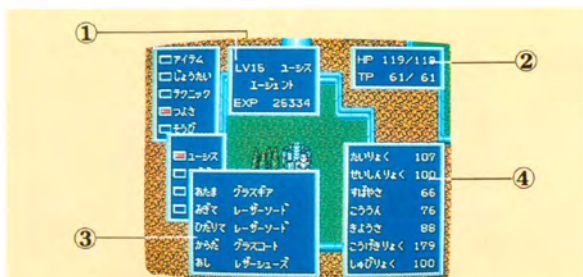 ①
アイテム
じょうたい
テクニック
つよさ
そうび
LV15 ユーシス
エージェント
EXP 25334
HP 119/119
TP 61/ 61
②
ユーシス
あたま グラスギア
みぎて レーザーソード
ひだりて レーザーソード
からだ グラスコート
あし レザーシューズ
③
たいりょく 107
せいしんりょく 100
すばやさ 66
こううん 76
きようさ 88
こうげきりょく 179
しゅびりょく 100
④